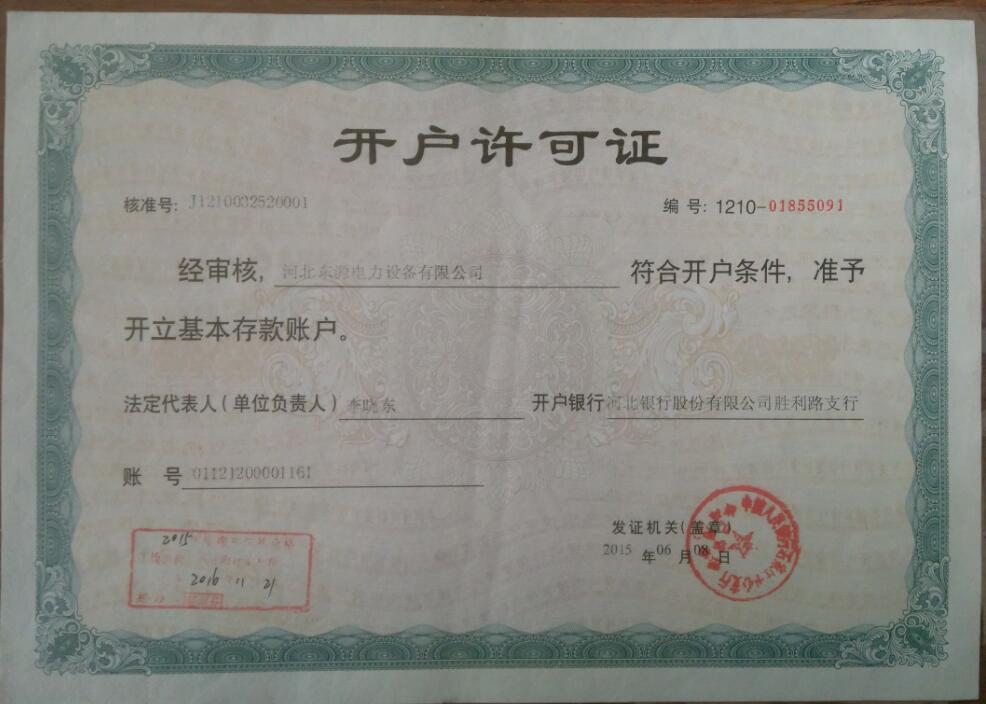 开户许可证
核准号: J1210032520001 编 号: 1210-01855091
经审核, 河北东源电力设备有限公司 符合开户条件, 准予
开立基本存款账户。
法定代表人(单位负责人) 李晓东 开户银行 河北银行股份有限公司胜利路支行
账 号 01121200001161
发证机关(盖章)
2015 年 06 月 08 日
2015
2016 11 21